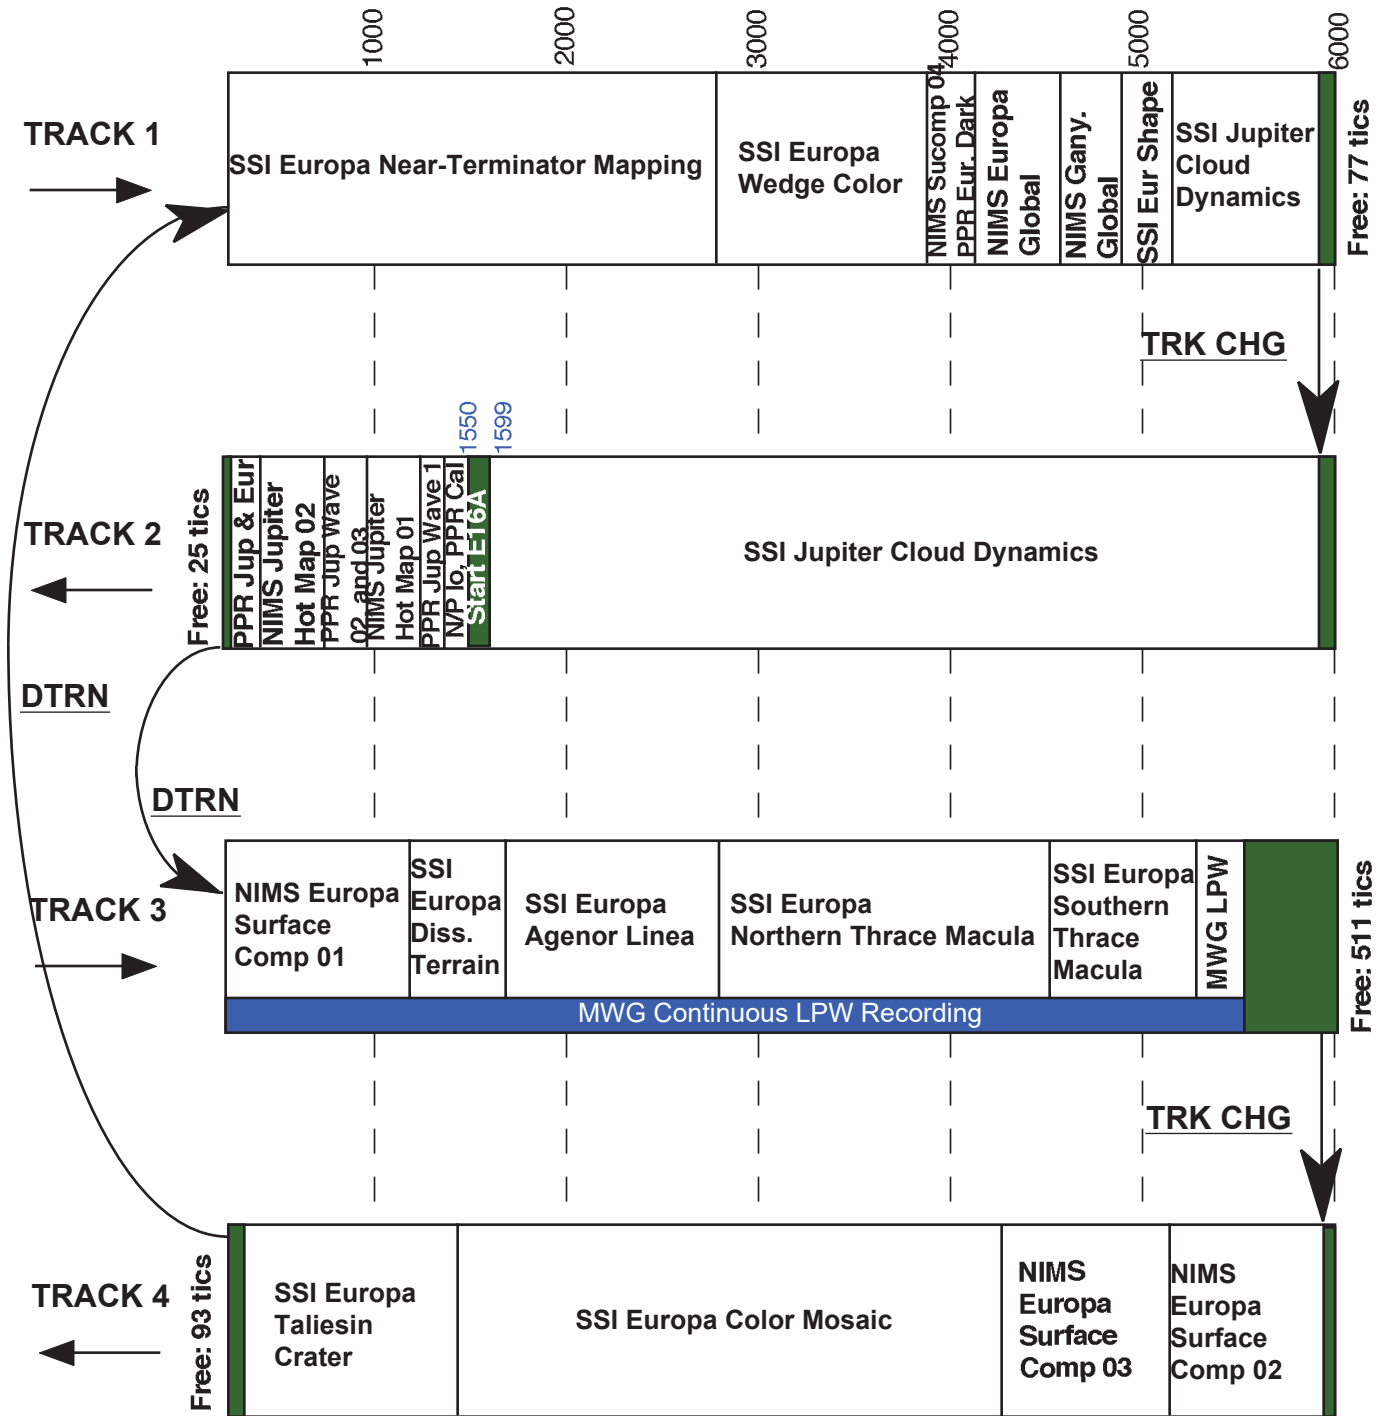 1000
2000
3000
4000
5000
6000
TRACK 1
SSI Europa Near-Terminator Mapping
SSI Europa
Wedge Color
NIMS Sucomp 04
PPR Eur. Dark
NIMS Europa
Global
NIMS Gany.
Global
SSI Eur Shape
SSI Jupiter
Cloud
Dynamics
Free: 77 tics
TRK CHG
1550
1599
TRACK 2
Free: 25 tics
PPR Jup & Eur
NIMS Jupiter
Hot Map 02
PPR Jup Wave
02 and 03
NIMS Jupiter
Hot Map 01
PPR Jup Wave 1
N/P Io, PPR Cal
Start E16A
SSI Jupiter Cloud Dynamics
DTRN
DTRN
TRACK 3
NIMS Europa
Surface
Comp 01
SSI
Europa
Diss.
Terrain
SSI Europa
Agenor Linea
SSI Europa
Northern Thrace Macula
SSI Europa
Southern
Thrace
Macula
MWG LPW
Free: 511 tics
MWG Continuous LPW Recording
TRK CHG
TRACK 4
Free: 93 tics
SSI Europa
Taliesin
Crater
SSI Europa Color Mosaic
NIMS
Europa
Surface
Comp 03
NIMS
Europa
Surface
Comp 02